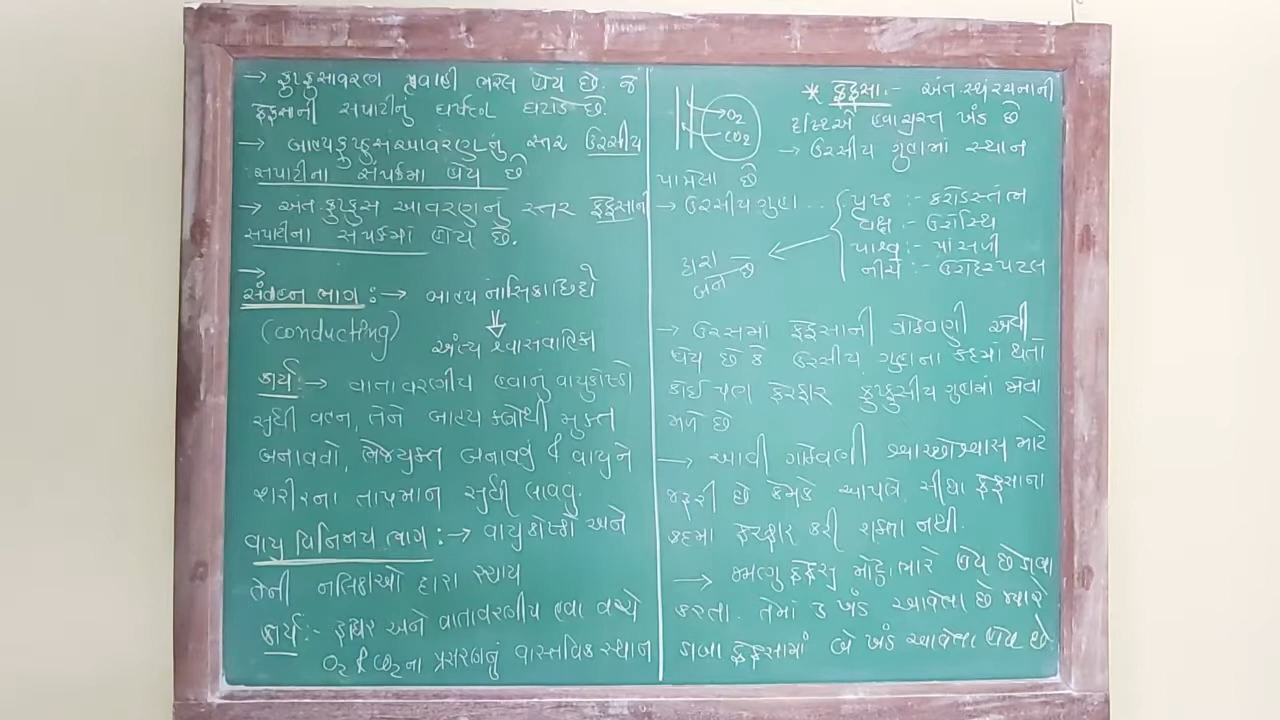 → ફુફ્ફુસાવરણ પ્રવાહી ભરેલ હોય છે. જે
ફેફસાની સપાટીનું ઘર્ષણ ઘટાડે છે.
→ બાહ્યફુફ્ફુસ આવરણનું સ્તર ઉરસીય
સપાટીના સંપર્કમાં હોય છે
→ અંતઃફુફ્ફુસ આવરણનું સ્તર ફેફસાની
સપાટીના સંપર્કમાં હોય છે.
→
સંવહન ભાગ :→ બાહ્ય નાસિકાછિદ્રો
⇓
(conducting)
અંત્ય શ્વાસવાહિકા
કાર્ય :→ વાતાવરણીય હવાનું વાયુકોષ્ઠો
સુધી વહન, તેને બાહ્ય કણોથી મુક્ત
બનાવવો, ભેજયુક્ત બનાવવું & વાયુને
શરીરના તાપમાન સુધી લાવવું.
વાયુ વિનિમય ભાગ :→ વાયુકોષ્ઠો અને
તેની નલિકાઓ દ્વારા રચાય
કાર્ય :- રૂધિર અને વાતાવરણીય હવા વચ્ચે
O₂ & CO₂ ના પ્રસરણનું વાસ્તવિક સ્થાન
O₂
CO₂
* ફેફસા :- અંતઃસ્થ રચનાની
દ્રષ્ટિએ હવાયુક્ત ખંડ છે
→ ઉરસીય ગુહામાં સ્થાન
પામેલા છે
→ ઉરસીય ગુહા
પૃષ્ઠ :- કરોડસ્તંભ
વક્ષ :- ઉરોસ્થિ
પાર્શ્વ :- પાંસળી
નીચે :- ઉરોદરપટલ
દ્વારા
બને છે
→ ઉરસમાં ફેફસાની ગોઠવણી એવી
હોય છે કે ઉરસીય ગુહાના કદમાં થતાં
કોઈ પણ ફેરફાર ફુફ્ફુસીય ગુહામાં જોવા
મળે છે
→ આવી ગોઠવણી શ્વાસોચ્છ્વાસ માટે
જરૂરી છે કેમકે આપણે સીધા ફેફસાના
કદમાં ફેરફાર કરી શકતા નથી.
→ જમણુ ફેફસુ મોટુ, ભારે હોય છે ડાબા
કરતા. તેમાં 3 ખંડ આવેલા છે જ્યારે
ડાબા ફેફસામાં બે ખંડ આવેલા હોય છે